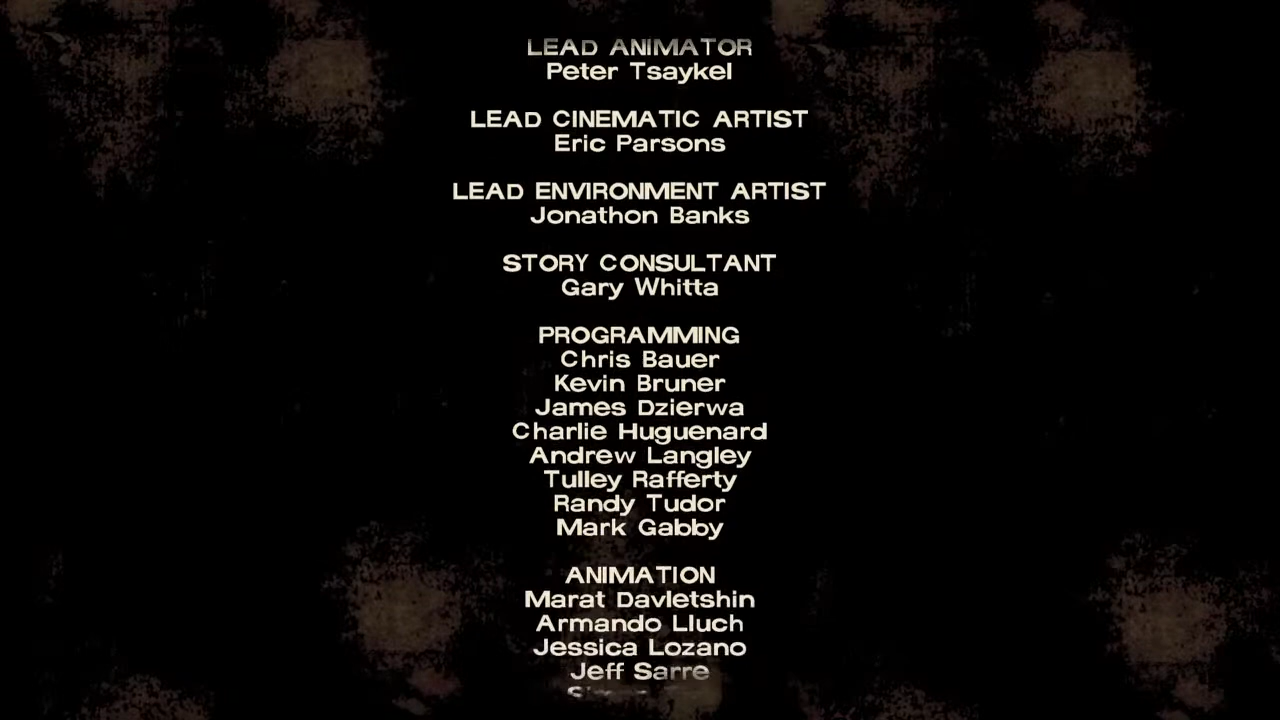 LEAD ANIMATOR
Peter Tsaykel
LEAD CINEMATIC ARTIST
Eric Parsons
LEAD ENVIRONMENT ARTIST
Jonathon Banks
STORY CONSULTANT
Gary Whitta
PROGRAMMING
Chris Bauer
Kevin Bruner
James Dzierwa
Charlie Huguenard
Andrew Langley
Tulley Rafferty
Randy Tudor
Mark Gabby
ANIMATION
Marat Davletshin
Armando Lluch
Jessica Lozano
Jeff Sarre